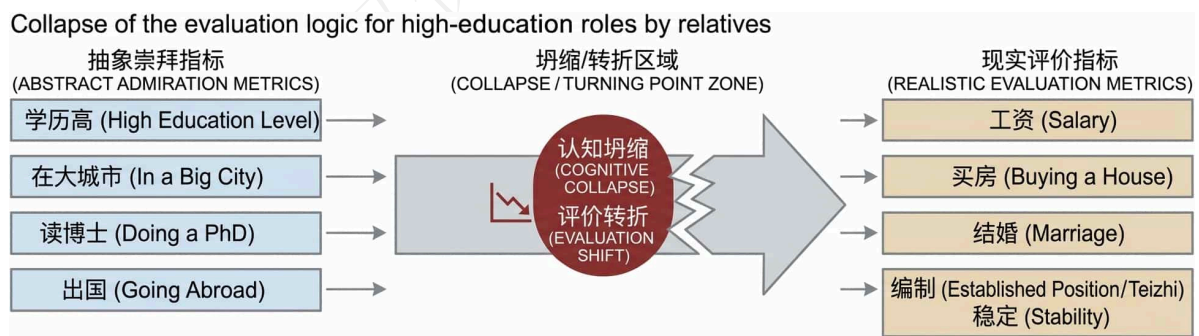 Collapse of the evaluation logic for high-education roles by relatives
抽象崇拜指标
(ABSTRACT ADMIRATION METRICS)
学历高 (High Education Level)
在大城市 (In a Big City)
读博士 (Doing a PhD)
出国 (Going Abroad)
坍缩/转折区域
(COLLAPSE / TURNING POINT ZONE)
认知坍缩
(COGNITIVE
COLLAPSE)
评价转折
(EVALUATION
SHIFT)
现实评价指标
(REALISTIC EVALUATION METRICS)
工资 (Salary)
买房 (Buying a House)
结婚 (Marriage)
编制 (Established Position/Teizhi)
稳定 (Stability)